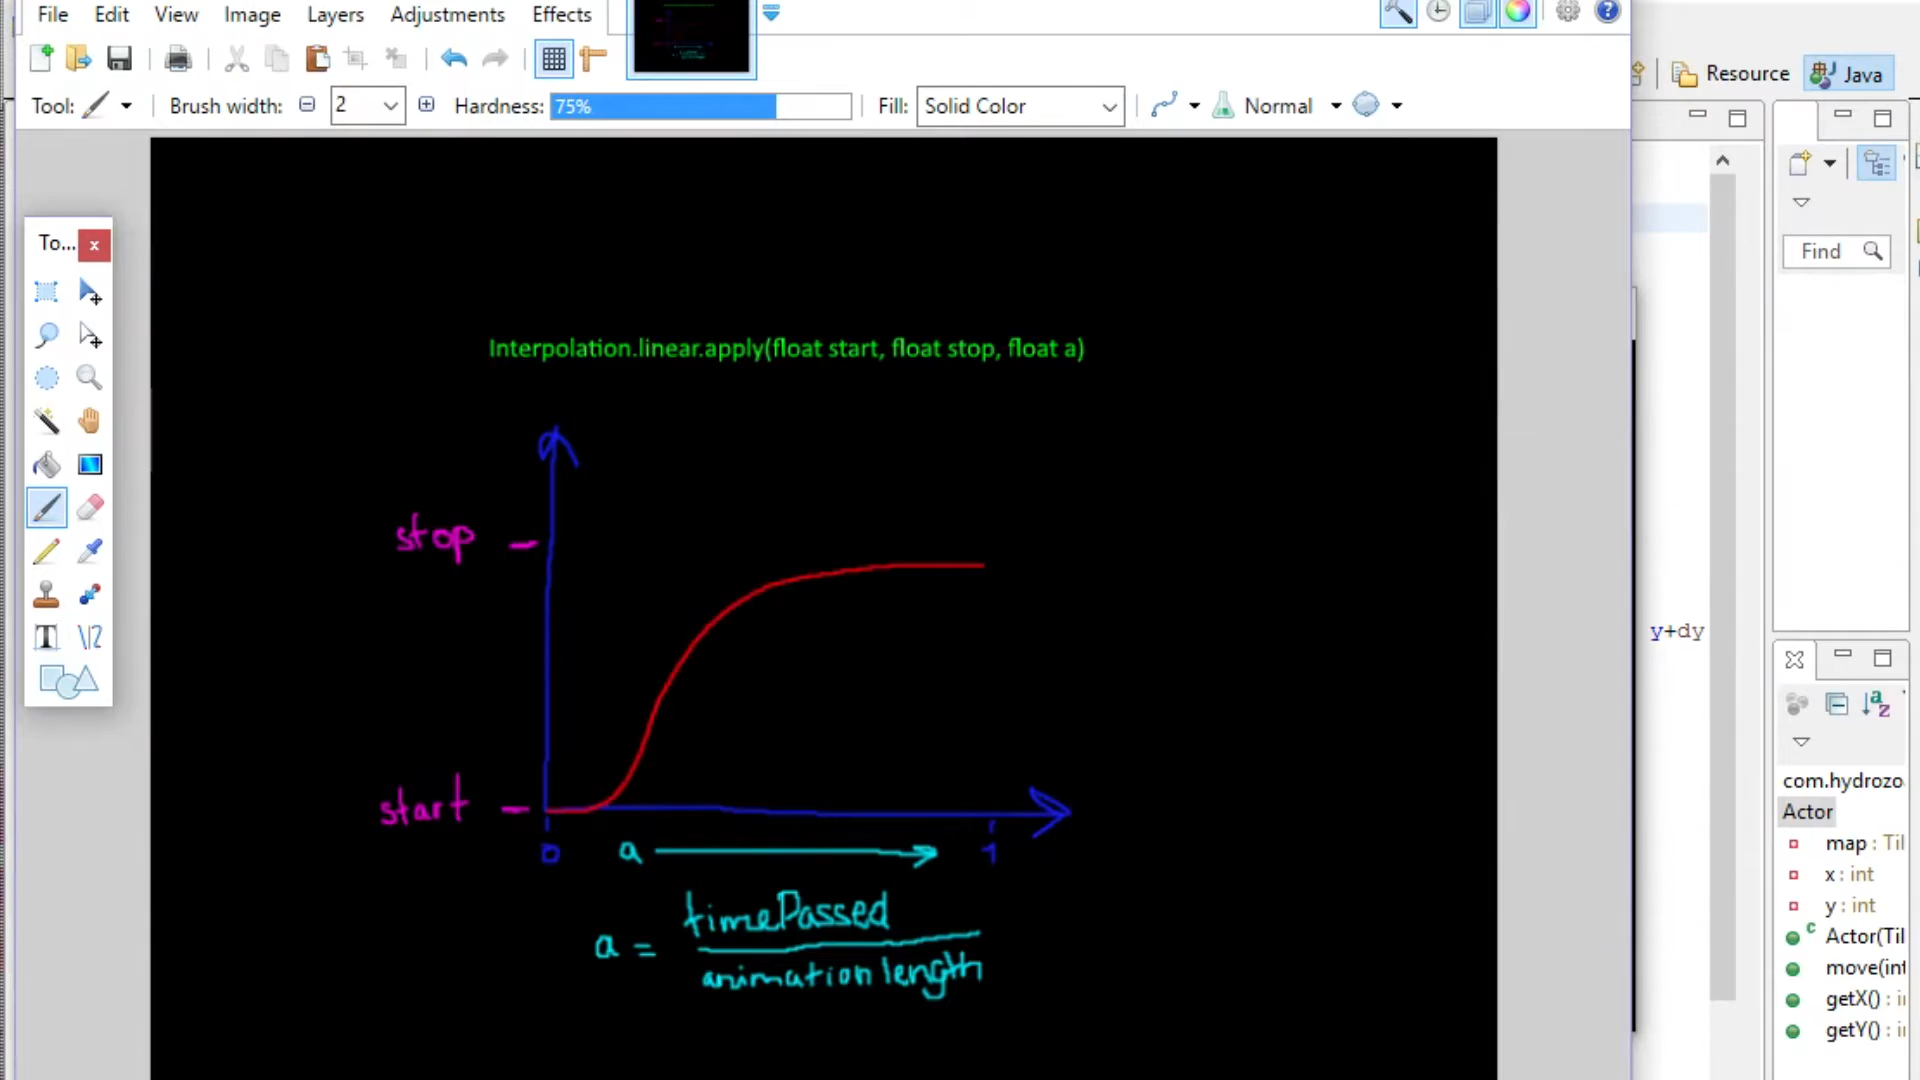 File Edit View Image Layers Adjustments Effects
Resource Java
Tool: Brush width: 2 Hardness: 75% Fill: Solid Color Normal
To...
Find
Interpolation.linear.apply(float start, float stop, float a)
stop
y+dy
start
0 a 1
com.hydrozo
Actor
map : Til
x : int
y : int
Actor(Til
move(int
getX() : i
getY() : i
timePassed
a =
animation length